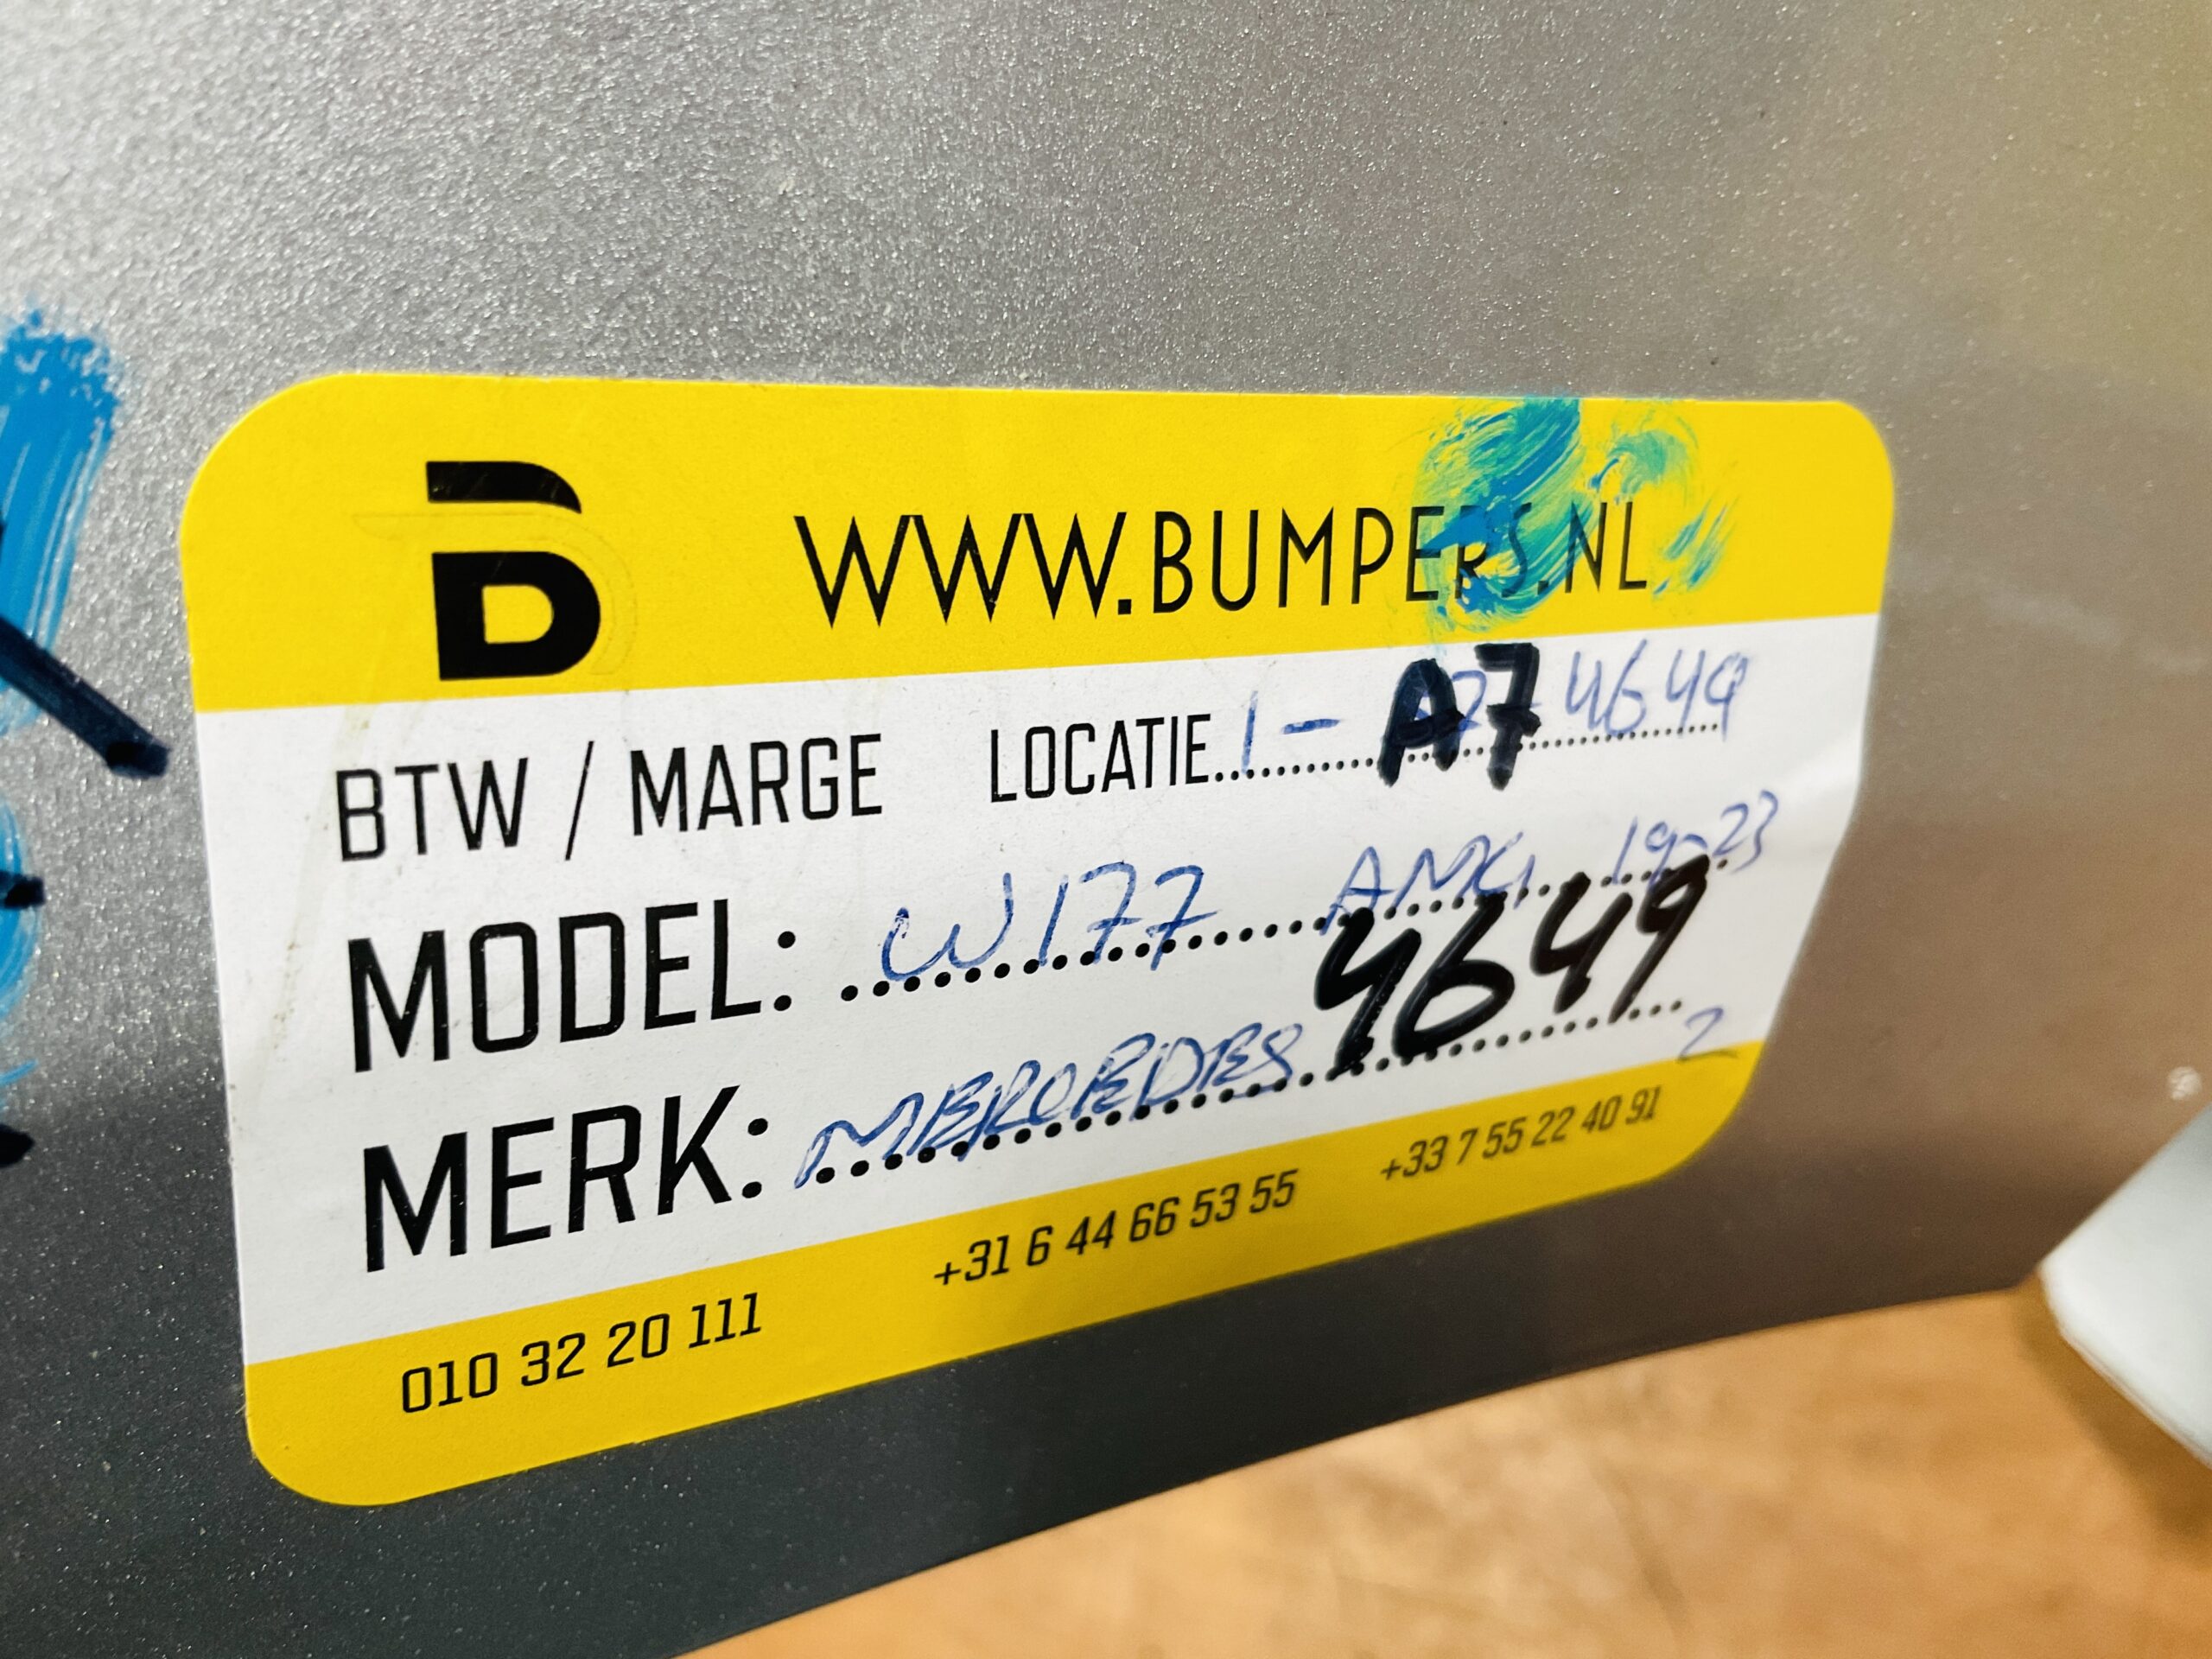 B WWW.BUMPERS.NL
BTW / MARGE LOCATIE 1 - A7 4649
MODEL: W177 AMG 19-23
4649
MERK: MERCEDES
2
010 32 20 111 +31 6 44 66 53 55 +33 7 55 22 40 91